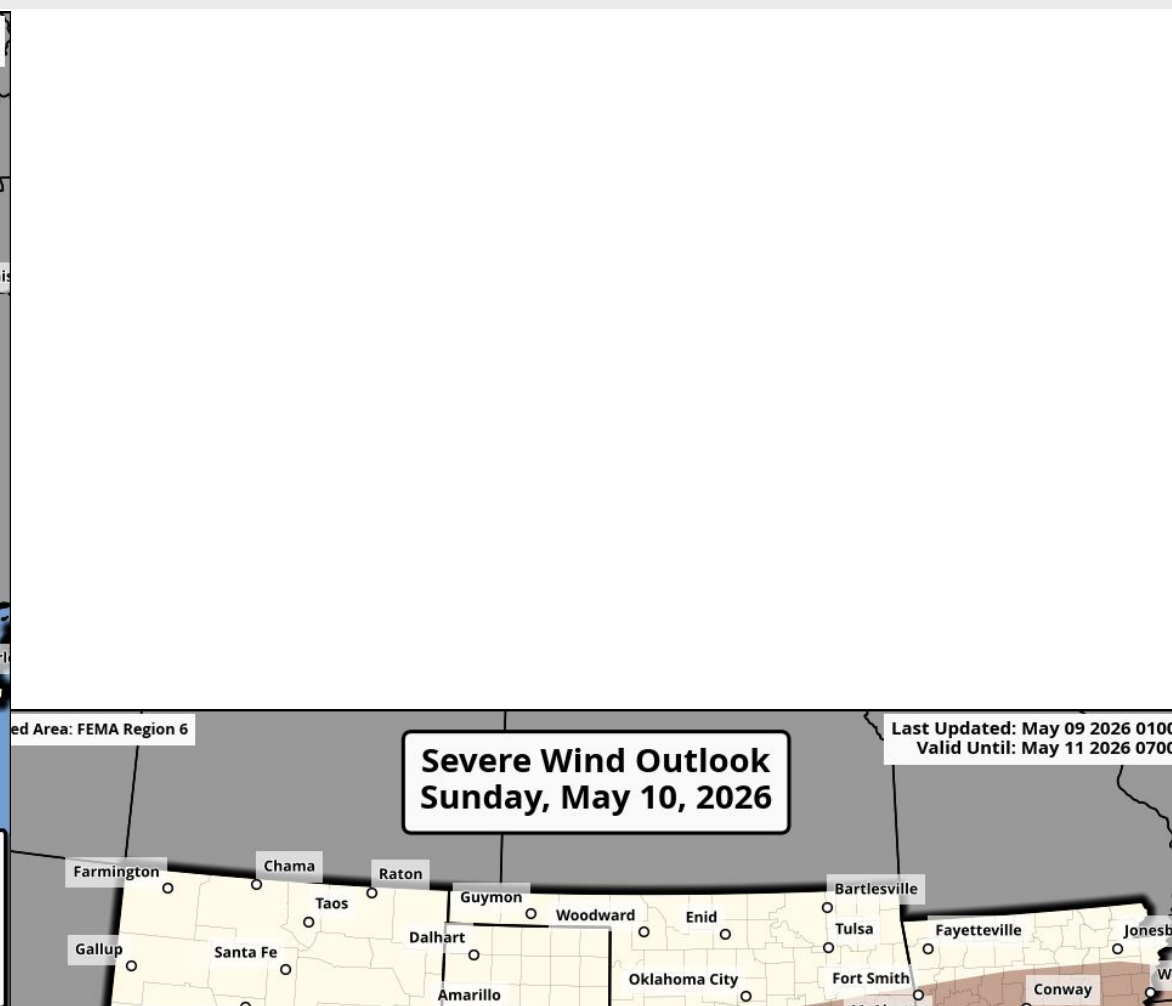 ed Area: FEMA Region 6
Severe Wind Outlook
Sunday, May 10, 2026
Last Updated: May 09 2026 0100
Valid Until: May 11 2026 0700
Farmington
Chama
Raton
Guymon
Bartlesville
Taos
Woodward
Enid
Tulsa
Fayetteville
Jonesb
Gallup
Santa Fe
Dalhart
Oklahoma City
Fort Smith
Amarillo
Conway